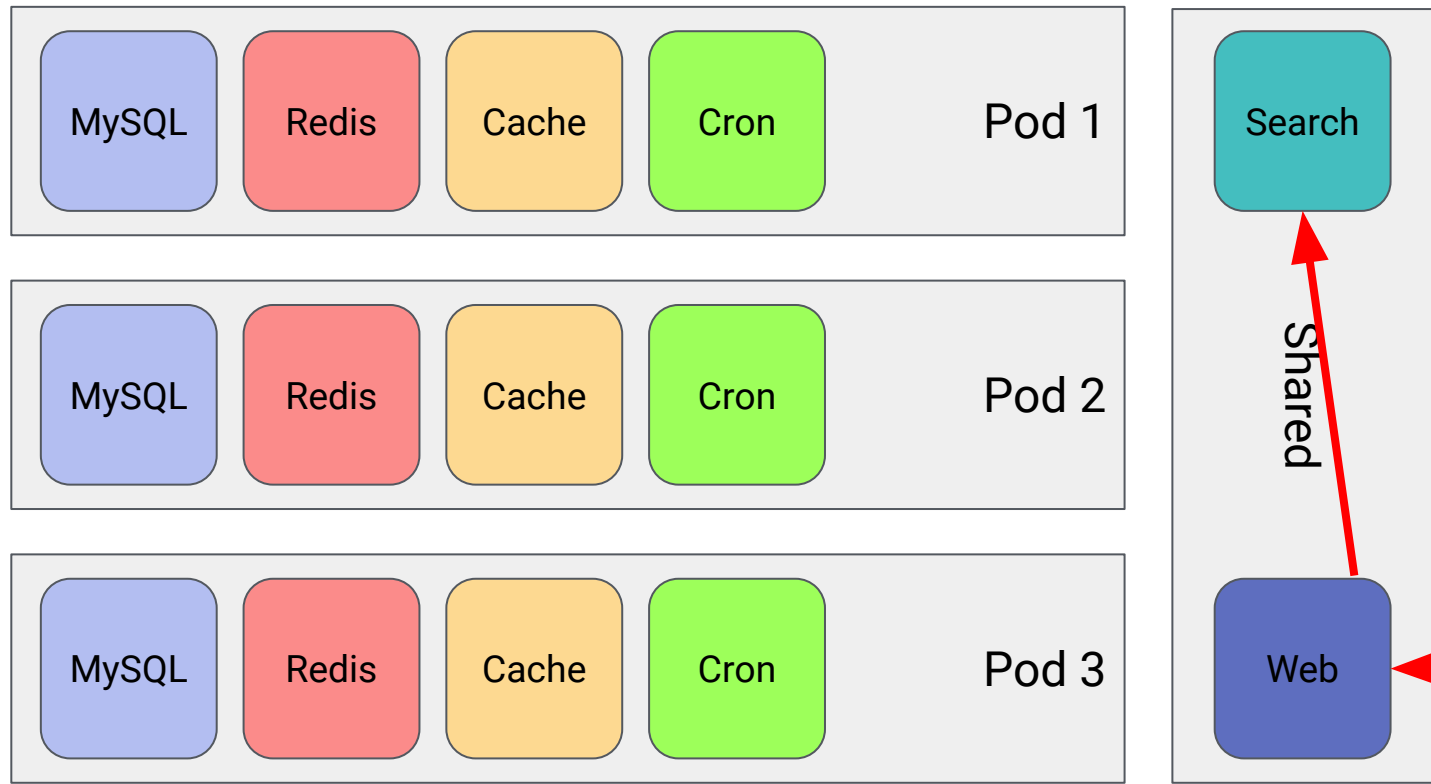 MySQL
Redis
Cache
Cron
Pod 1
MySQL
Redis
Cache
Cron
Pod 2
MySQL
Redis
Cache
Cron
Pod 3
Search
Shared
Web